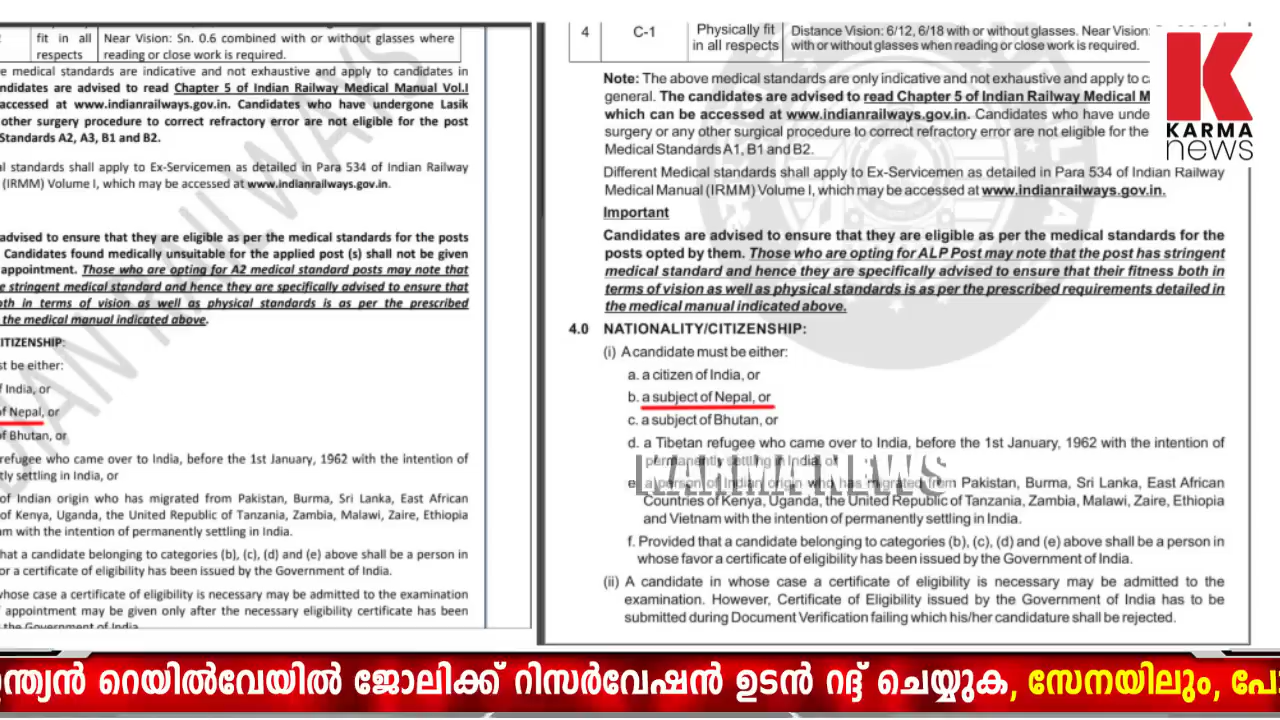 fit in all
Near Vision: Sn. 0.6 combined with or without glasses where
respects
reading or close work is required.
e medical standards are indicative and not exhaustive and apply to candidates in
ndidates are advised to read Chapter 5 of Indian Railway Medical Manual Vol.I
accessed at www.indianrailways.gov.in. Candidates who have undergone Lasik
other surgery procedure to correct refractory error are not eligible for the post
Standards A2, A3, B1 and B2.
al standards shall apply to Ex-Servicemen as detailed in Para 534 of Indian Railway
(IRMM) Volume I, which may be accessed at www.indianrailways.gov.in.
advised to ensure that they are eligible as per the medical standards for the posts
Candidates found medically unsuitable for the applied post (s) shall not be given
appointment. Those who are opting for A2 medical standard posts may note that
e stringent medical standard and hence they are specifically advised to ensure that
oth in terms of vision as well as physical standards is as per the prescribed
the medical manual indicated above.
CITIZENSHIP:
st be either:
of India, or
of Nepal, or
of Bhutan, or
refugee who came over to India, before the 1st January, 1962 with the intention of
tly settling in India, or
of Indian origin who has migrated from Pakistan, Burma, Sri Lanka, East African
of Kenya, Uganda, the United Republic of Tanzania, Zambia, Malawi, Zaire, Ethiopia
am with the intention of permanently settling in India.
hat a candidate belonging to categories (b), (c), (d) and (e) above shall be a person in
or a certificate of eligibility has been issued by the Government of India.
whose case a certificate of eligibility is necessary may be admitted to the examination
f appointment may be given only after the necessary eligibility certificate has been
the Government of India
4
C-1
Physically fit
in all respects
Distance Vision: 6/12, 6/18 with or without glasses. Near Vision:
with or without glasses when reading or close work is required.
Note: The above medical standards are only indicative and not exhaustive and apply to ca
general. The candidates are advised to read Chapter 5 of Indian Railway Medical M
which can be accessed at www.indianrailways.gov.in. Candidates who have unde
surgery or any other surgical procedure to correct refractory error are not eligible for the
Medical Standards A1, B1 and B2.
Different Medical standards shall apply to Ex-Servicemen as detailed in Para 534 of Indian Railway
Medical Manual (IRMM) Volume I, which may be accessed at www.indianrailways.gov.in.
Important
Candidates are advised to ensure that they are eligible as per the medical standards for the
posts opted by them. Those who are opting for ALP Post may note that the post has stringent
medical standard and hence they are specifically advised to ensure that their fitness both in
terms of vision as well as physical standards is as per the prescribed requirements detailed in
the medical manual indicated above.
4.0 NATIONALITY/CITIZENSHIP:
(i) A candidate must be either:
a. a citizen of India, or
b. a subject of Nepal, or
c. a subject of Bhutan, or
d. a Tibetan refugee who came over to India, before the 1st January, 1962 with the intention of
permanently settling in India, or
e. a person of Indian origin who has migrated from Pakistan, Burma, Sri Lanka, East African
Countries of Kenya, Uganda, the United Republic of Tanzania, Zambia, Malawi, Zaire, Ethiopia
and Vietnam with the intention of permanently settling in India.
f. Provided that a candidate belonging to categories (b), (c), (d) and (e) above shall be a person in
whose favor a certificate of eligibility has been issued by the Government of India.
(ii) A candidate in whose case a certificate of eligibility is necessary may be admitted to the
examination. However, Certificate of Eligibility issued by the Government of India has to be
submitted during Document Verification failing which his/her candidature shall be rejected.
KARMA NEWS
K
KARMA
news
ന്ത്യൻ റെയിൽവേയിൽ ജോലിക്ക് റിസർവേഷൻ ഉടൻ റദ്ദ് ചെയ്യുക, സേനയിലും, പോ